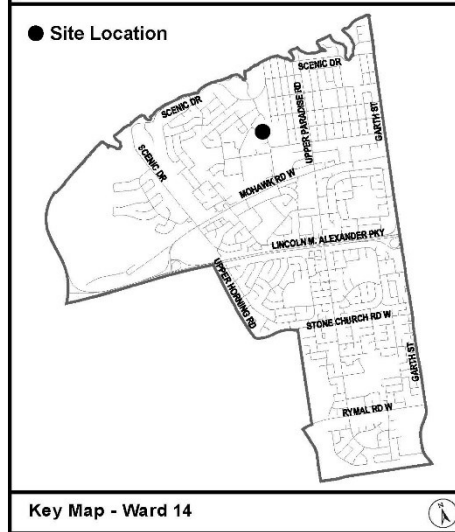 Site Location
SCENIC DR
SCENIC DR
UPPER PARADISE RD
GARTH ST
SCENIC DR
MOHAWK RD W
LINCOLN M. ALEXANDER PKY
UPPER HORNING RD
STONE CHURCH RD W
GARTH ST
RYMAL RD W
Key Map - Ward 14
N